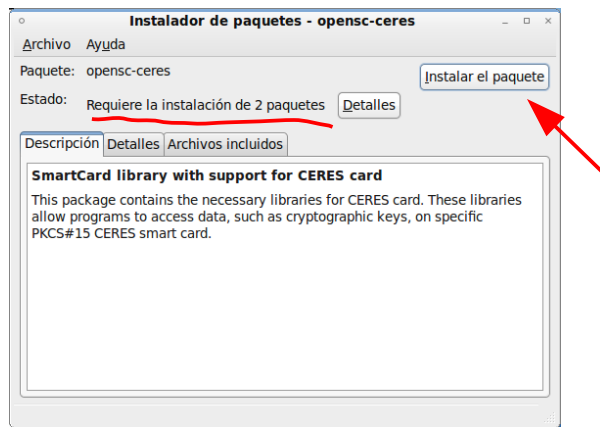 Instalador de paquetes - opensc-ceres
Archivo Ayuda
Paquete: opensc-ceres
Instalar el paquete
Estado: Requiere la instalación de 2 paquetes Detalles
Descripción Detalles Archivos incluidos
SmartCard library with support for CERES card
This package contains the necessary libraries for CERES card. These libraries
allow programs to access data, such as cryptographic keys, on specific
PKCS#15 CERES smart card.